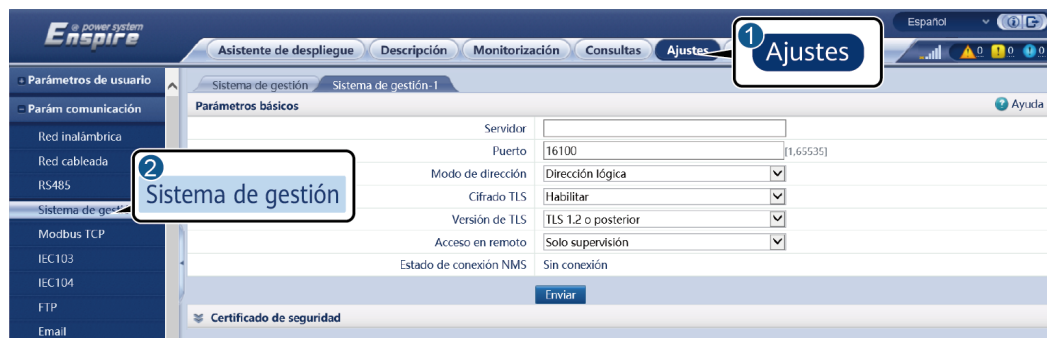 e power system
Enspire
Español
Asistente de despliegue Descripción Monitorización Consultas Ajustes
1 Ajustes
0 0 0
Parámetros de usuario
Parám comunicación
Red inalámbrica
Red cableada
RS485
Sistema de gesti
Modbus TCP
IEC103
IEC104
FTP
Email
2 Sistema de gestión
Sistema de gestión Sistema de gestión-1
Parámetros básicos Ayuda
Servidor
Puerto 16100 [1,65535]
Modo de dirección Dirección lógica
Cifrado TLS Habilitar
Versión de TLS TLS 1.2 o posterior
Acceso en remoto Solo supervisión
Estado de conexión NMS Sin conexión
Enviar
Certificado de seguridad